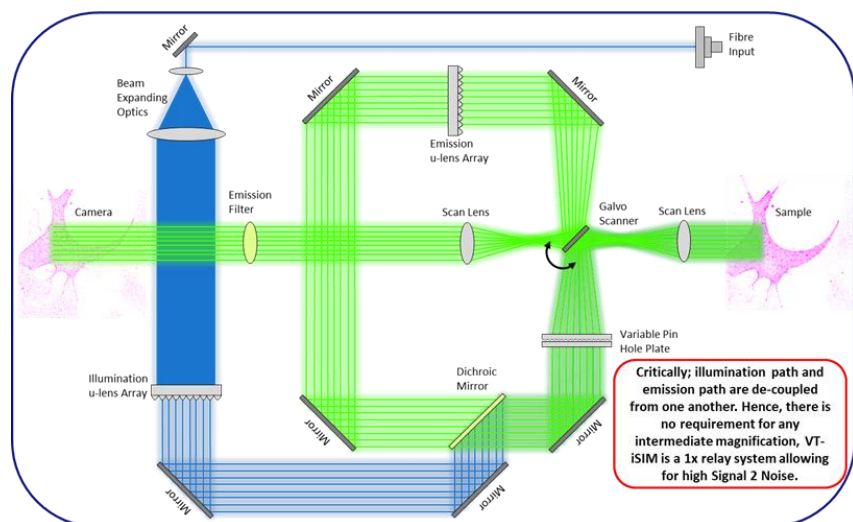 Mirror
Fibre
Input
Beam
Expanding
Optics
Mirror
Emission
u-lens Array
Mirror
Camera
Emission
Filter
Scan Lens
Galvo
Scanner
Scan Lens
Sample
Variable Pin
Hole Plate
Illumination
u-lens Array
Dichroic
Mirror
Mirror
Mirror
Mirror
Mirror
Critically; illumination path and
emission path are de-coupled
from one another. Hence, there is
no requirement for any
intermediate magnification, VT-
iSIM is a 1x relay system allowing
for high Signal 2 Noise.